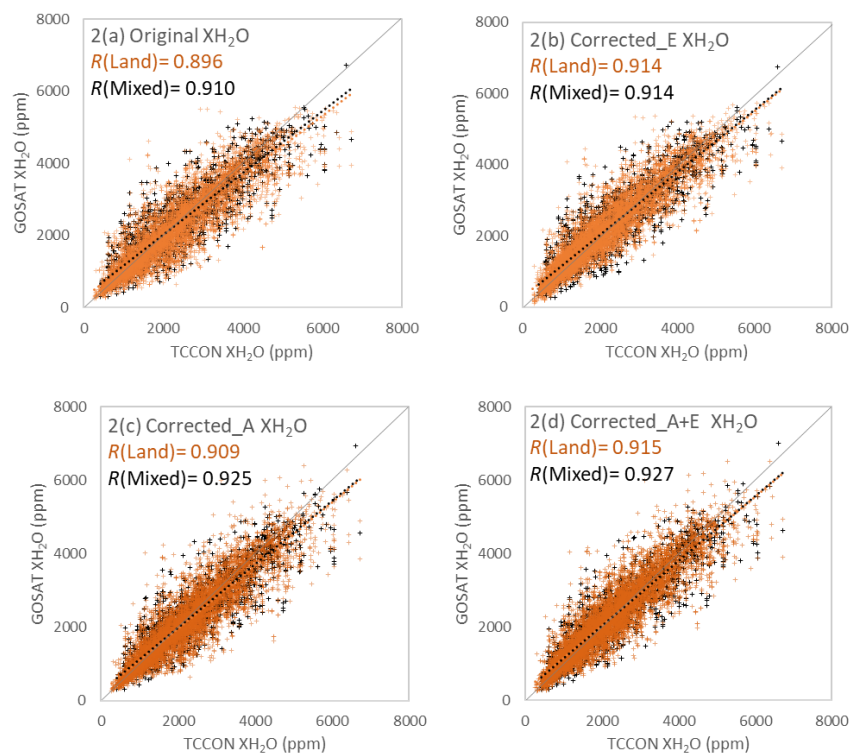 8000
6000
4000
2000
0
GOSAT XH₂O (ppm)
2(a) Original XH₂O
R(Land)= 0.896
R(Mixed)= 0.910
0 2000 4000 6000 8000
TCCON XH₂O (ppm)
8000
6000
4000
2000
0
GOSAT XH₂O (ppm)
2(b) Corrected_E XH₂O
R(Land)= 0.914
R(Mixed)= 0.914
0 2000 4000 6000 8000
TCCON XH₂O (ppm)
8000
6000
4000
2000
0
GOSAT XH₂O (ppm)
2(c) Corrected_A XH₂O
R(Land)= 0.909
R(Mixed)= 0.925
0 2000 4000 6000 8000
TCCON XH₂O (ppm)
8000
6000
4000
2000
0
GOSAT XH₂O (ppm)
2(d) Corrected_A+E XH₂O
R(Land)= 0.915
R(Mixed)= 0.927
0 2000 4000 6000 8000
TCCON XH₂O (ppm)